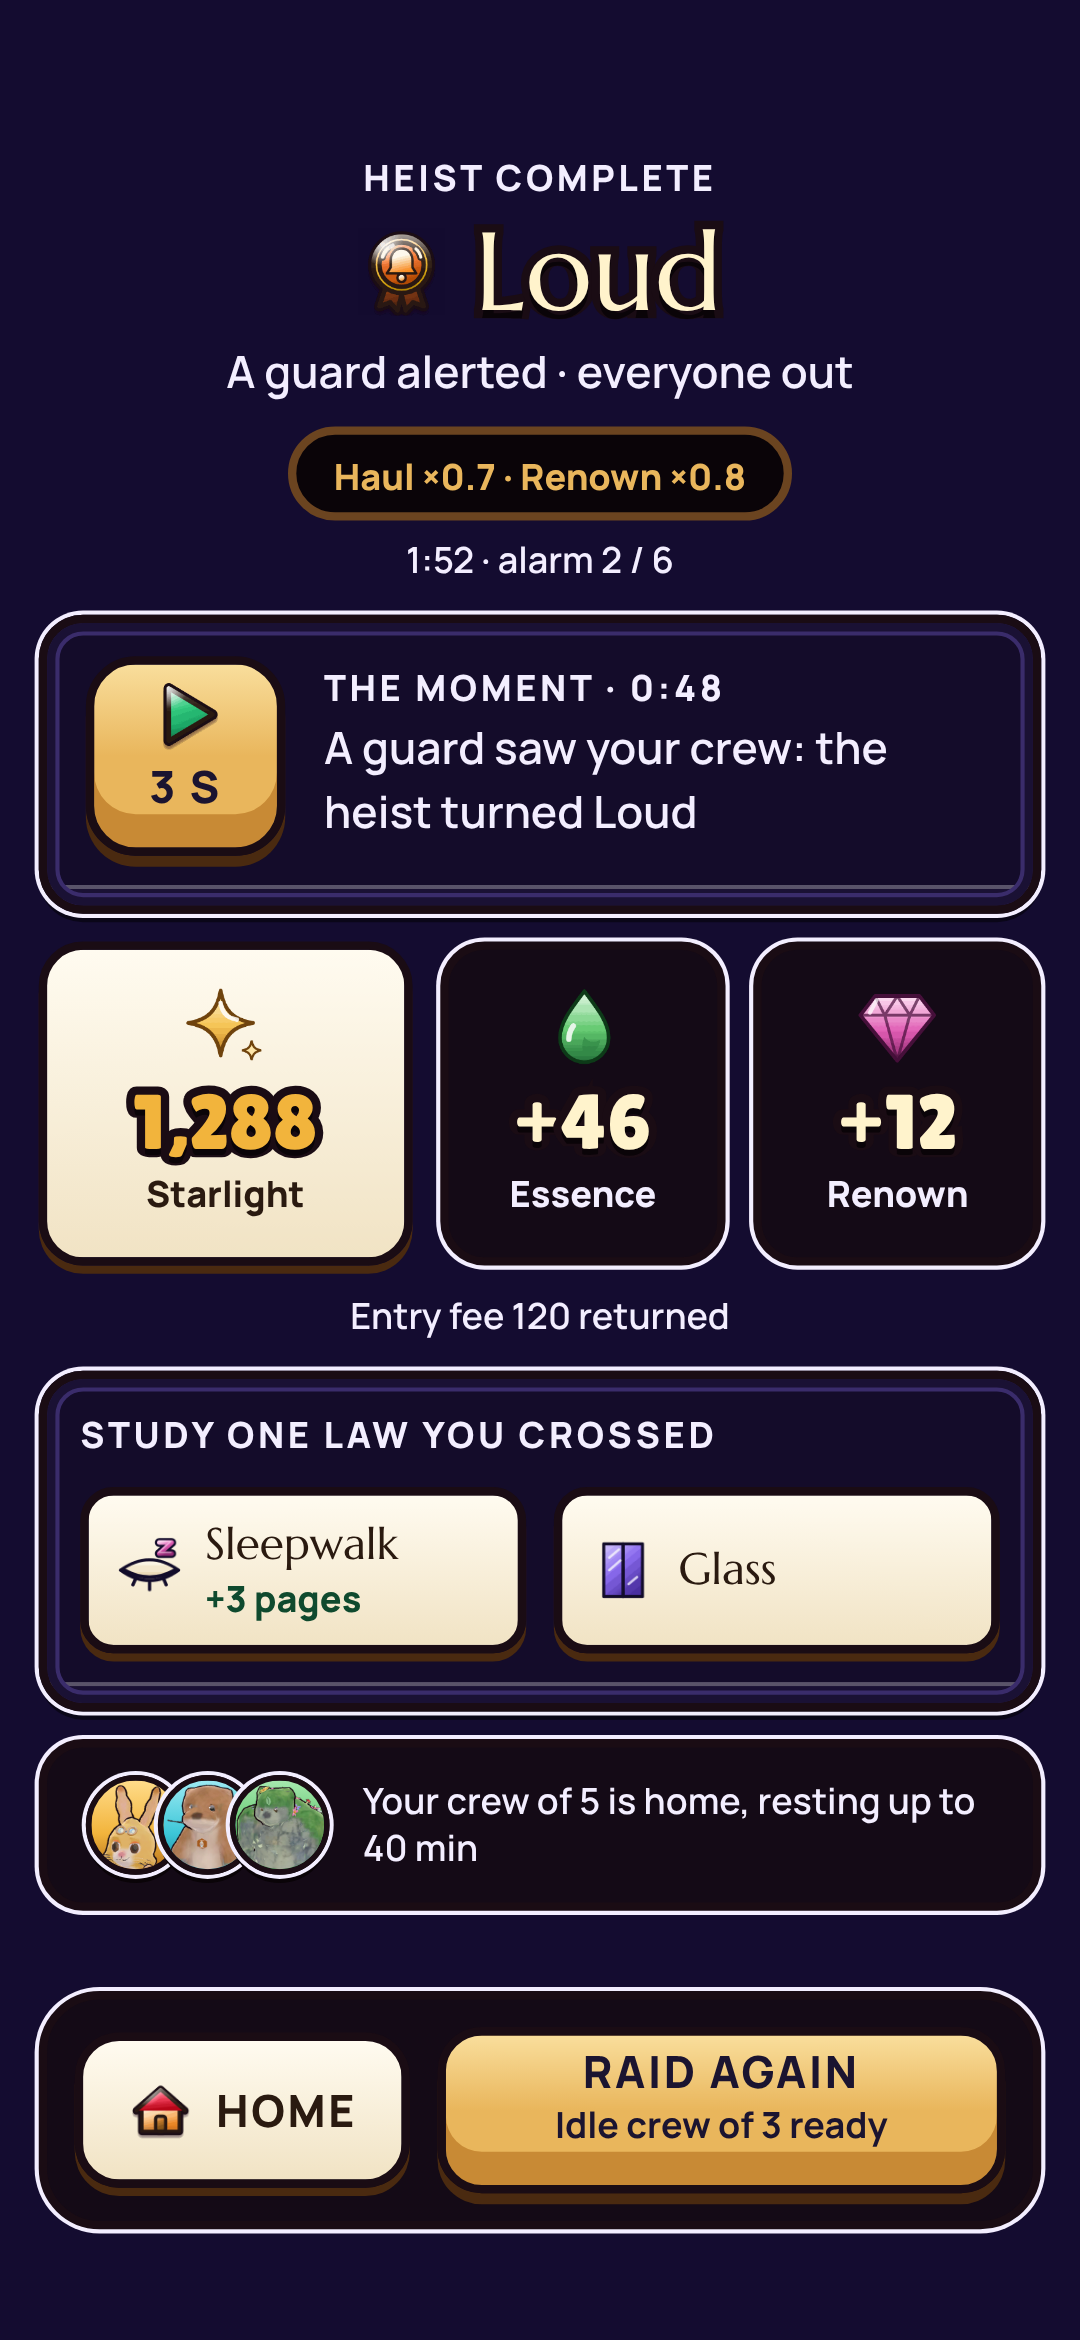 HEIST COMPLETE
Loud
A guard alerted · everyone out
Haul ×0.7 · Renown ×0.8
1:52 · alarm 2 / 6
THE MOMENT · 0:48
A guard saw your crew: the
heist turned Loud
3 S
1,288
Starlight
+46
Essence
+12
Renown
Entry fee 120 returned
STUDY ONE LAW YOU CROSSED
Sleepwalk
+3 pages
Glass
Your crew of 5 is home, resting up to
40 min
HOME
RAID AGAIN
Idle crew of 3 ready